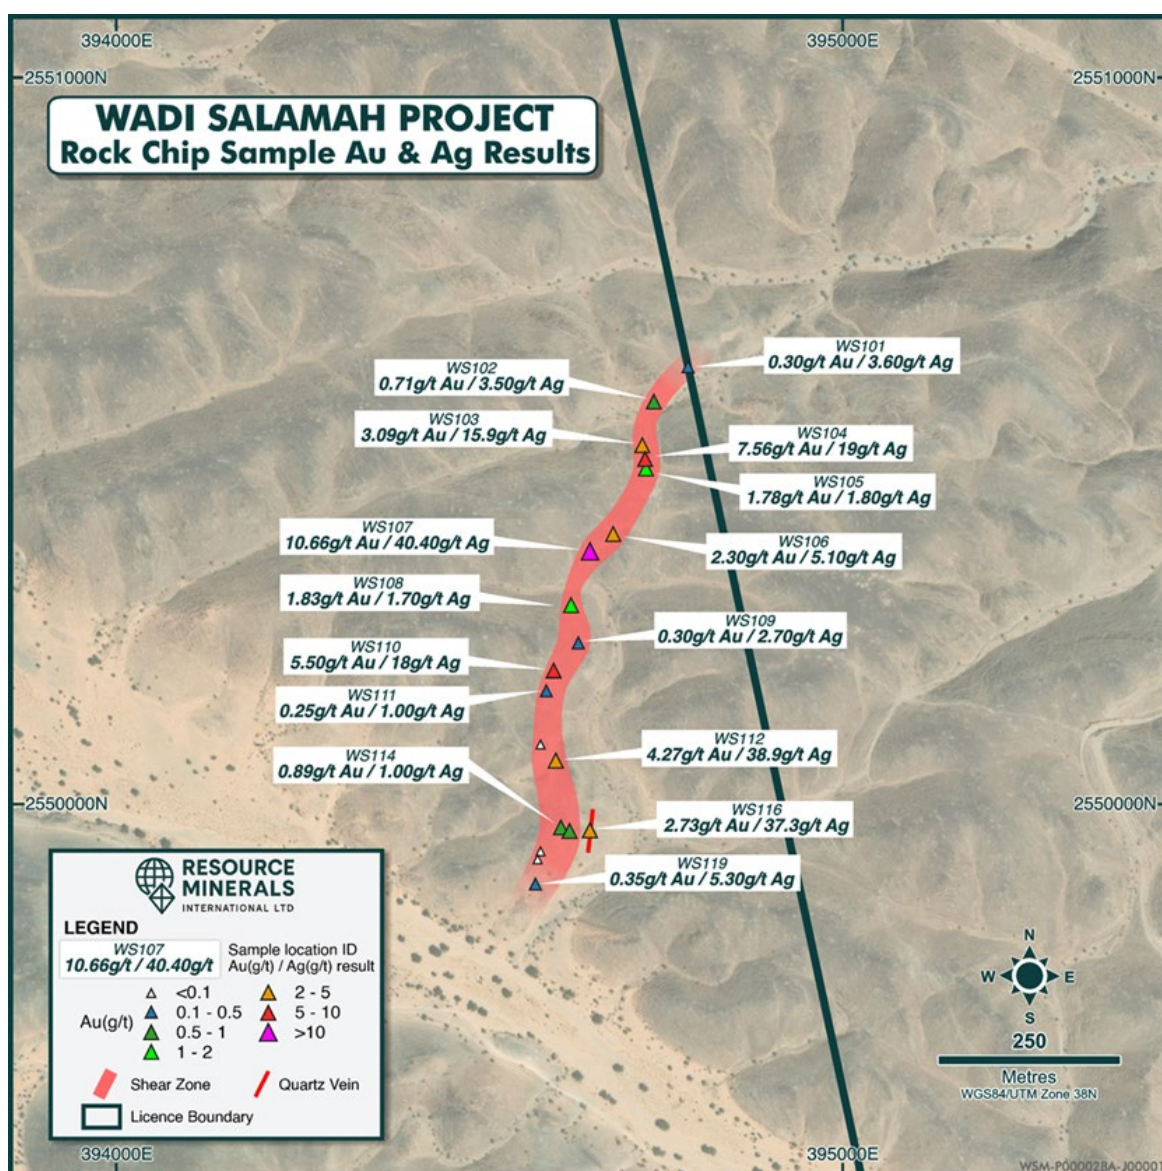 394000E
395000E
2551000N
2551000N
WADI SALAMAH PROJECT
Rock Chip Sample Au & Ag Results
WS101
0.30g/t Au / 3.60g/t Ag
WS102
0.71g/t Au / 3.50g/t Ag
WS103
3.09g/t Au / 15.9g/t Ag
WS104
7.56g/t Au / 19g/t Ag
WS105
1.78g/t Au / 1.80g/t Ag
WS107
10.66g/t Au / 40.40g/t Ag
WS106
2.30g/t Au / 5.10g/t Ag
WS108
1.83g/t Au / 1.70g/t Ag
WS109
0.30g/t Au / 2.70g/t Ag
WS110
5.50g/t Au / 18g/t Ag
WS111
0.25g/t Au / 1.00g/t Ag
WS112
4.27g/t Au / 38.9g/t Ag
WS114
0.89g/t Au / 1.00g/t Ag
2550000N
2550000N
WS116
2.73g/t Au / 37.3g/t Ag
WS119
0.35g/t Au / 5.30g/t Ag
RESOURCE
MINERALS
INTERNATIONAL LTD
LEGEND
WS107
10.66g/t / 40.40g/t
Sample location ID
Au(g/t) / Ag(g/t) result
Au(g/t)
<0.1
0.1 - 0.5
0.5 - 1
1 - 2
2 - 5
5 - 10
>10
Shear Zone
Quartz Vein
Licence Boundary
N
W
E
S
250
Metres
WGS84/UTM Zone 38N
394000E
395000E